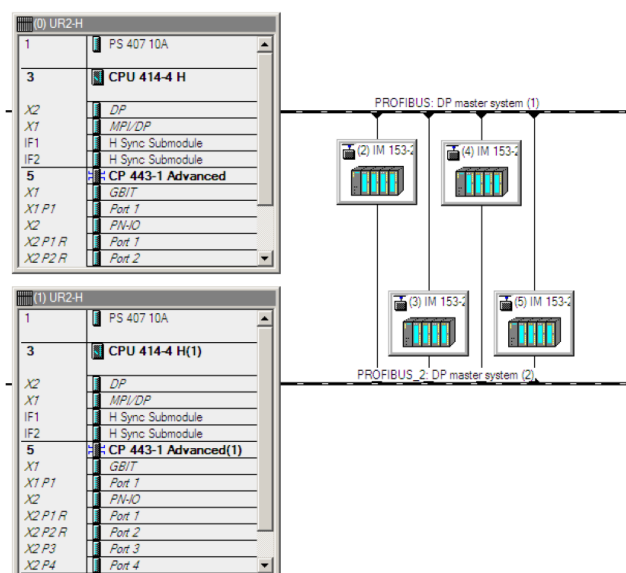 (0) UR2-H
1 PS 407 10A
3 CPU 414-4 H
X2 DP
X1 MPI/DP
IF1 H Sync Submodule
IF2 H Sync Submodule
5 CP 443-1 Advanced
X1 GBIT
X1 P1 Port 1
X2 PN-IO
X2 P1 R Port 1
X2 P2 R Port 2
PROFIBUS: DP master system (1)
(2) IM 153-2
(4) IM 153-2
(3) IM 153-2
(5) IM 153-2
PROFIBUS_2: DP master system (2)
(1) UR2-H
1 PS 407 10A
3 CPU 414-4 H(1)
X2 DP
X1 MPI/DP
IF1 H Sync Submodule
IF2 H Sync Submodule
5 CP 443-1 Advanced(1)
X1 GBIT
X1 P1 Port 1
X2 PN-IO
X2 P1 R Port 1
X2 P2 R Port 2
X2 P3 Port 3
X2 P4 Port 4